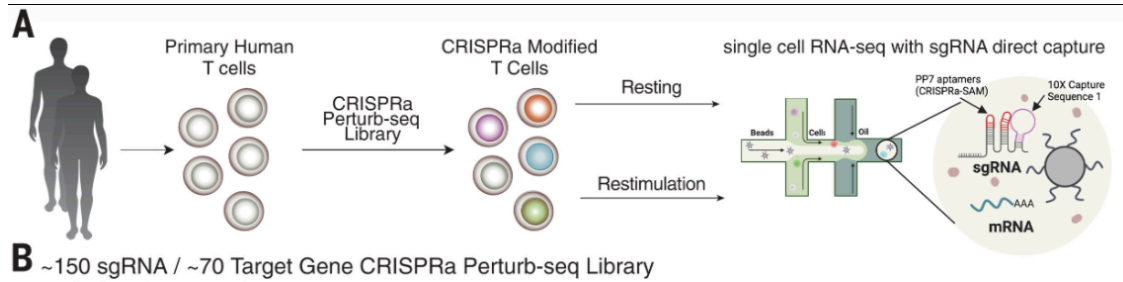 A
Primary Human
T cells
CRISPRa
Perturb-seq
Library
CRISPRa Modified
T Cells
Resting
Restimulation
single cell RNA-seq with sgRNA direct capture
Beads
Cells
Oil
PP7 aptamers
(CRISPRa-SAM)
10X Capture
Sequence 1
sgRNA
AAA
mRNA
B ~150 sgRNA / ~70 Target Gene CRISPRa Perturb-seq Library